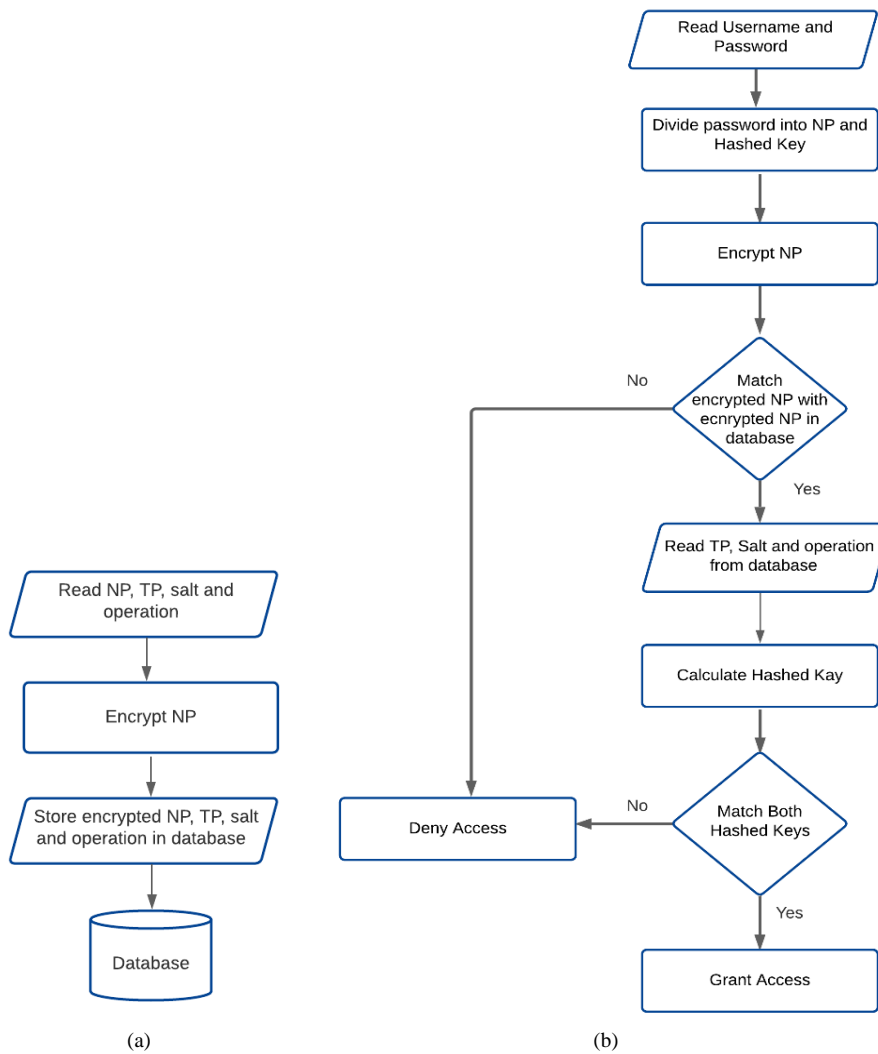 Read Username and
Password
Divide password into NP and
Hashed Key
Encrypt NP
No
Match
encrypted NP with
ecnrypted NP in
database
Yes
Read TP, Salt and operation
from database
Calculate Hashed Kay
No
Match Both
Hashed Keys
Deny Access
Yes
Grant Access
Read NP, TP, salt and
operation
Encrypt NP
Store encrypted NP, TP, salt
and operation in database
Database
(a)
(b)